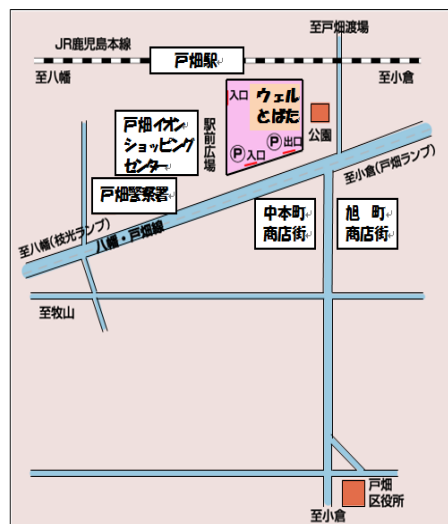 至戸畑渡場
JR鹿児島本線
戸畑駅
至八幡
至小倉
入口
ウェル
とばた
公園
戸畑イオン
ショッピング
センター
駅前広場
Ⓟ入口
Ⓟ出口
戸畑警察署
至小倉(戸畑ランプ)
中本町
商店街
旭 町
商店街
至八幡(枝光ランプ)
八幡・戸畑線
至牧山
戸畑
区役所
至小倉